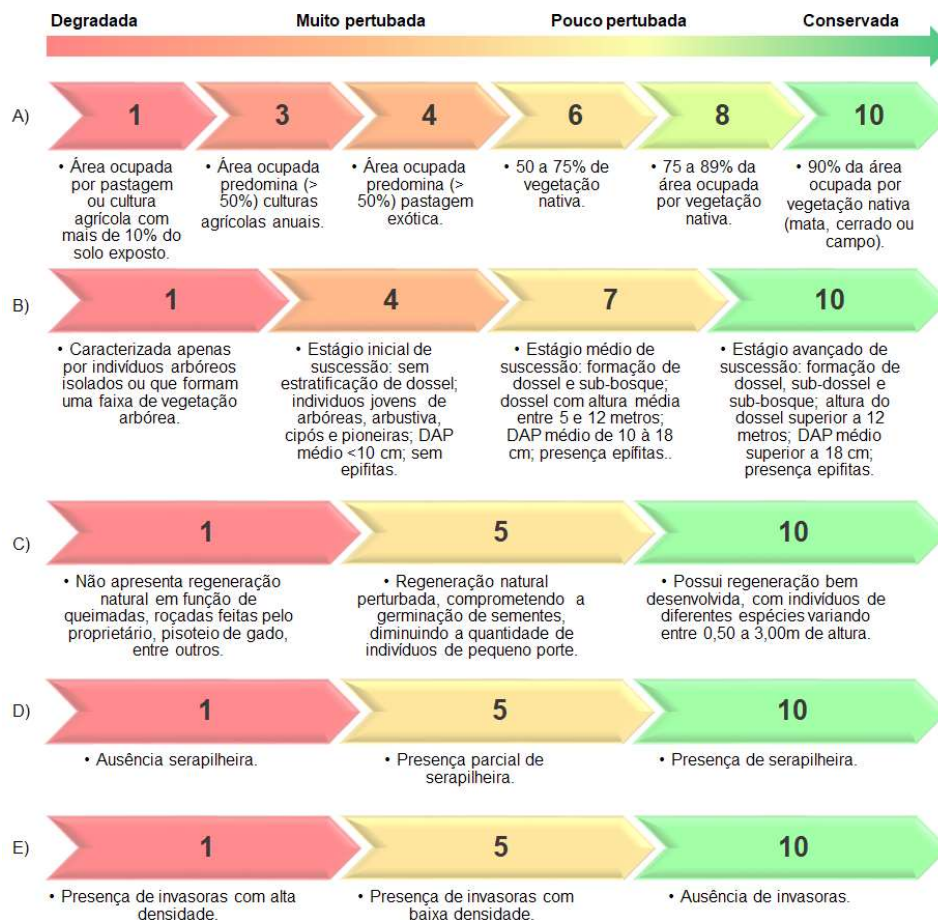 Degradada Muito pertubada Pouco pertubada Conservada
A) 1 3 4 6 8 10
• Área ocupada
por pastagem
ou cultura
agrícola com
mais de 10% do
solo exposto.
• Área ocupada
predomina (>
50%) culturas
agrícolas anuais.
• Área ocupada
predomina (>
50%) pastagem
exótica.
• 50 a 75% de
vegetação
nativa.
• 75 a 89% da
área ocupada
por vegetação
nativa.
• 90% da área
ocupada por
vegetação nativa
(mata, cerrado ou
campo).
B) 1 4 7 10
• Caracterizada apenas
por indivíduos arbóreos
isolados ou que formam
uma faixa de vegetação
arbórea.
• Estágio inicial de
suscessão: sem
estratificação de dossel;
individuos jovens de
arbóreas, arbustiva,
cipós e pioneiras; DAP
médio <10 cm; sem
epifitas.
• Estágio médio de
suscessão: formação de
dossel e sub-bosque;
dossel com altura média
entre 5 e 12 metros;
DAP médio de 10 à 18
cm; presença epífitas..
• Estágio avançado de
suscessão: formação de
dossel, sub-dossel e
sub-bosque; altura do
dossel superior a 12
metros; DAP médio
superior a 18 cm;
presença epifitas.
C) 1 5 10
• Não apresenta regeneração
natural em função de
queimadas, roçadas feitas pelo
proprietário, pisoteio de gado,
entre outros.
• Regeneração natural
perturbada, comprometendo a
germinação de sementes,
diminuindo a quantidade de
indivíduos de pequeno porte.
• Possui regeneração bem
desenvolvida, com indivíduos de
diferentes espécies variando
entre 0,50 a 3,00m de altura.
D) 1 5 10
• Ausência serapilheira.
• Presença parcial de
serapilheira.
• Presença de serapilheira.
E) 1 5 10
• Presença de invasoras com alta
densidade.
• Presença de invasoras com
baixa densidade.
• Ausência de invasoras.